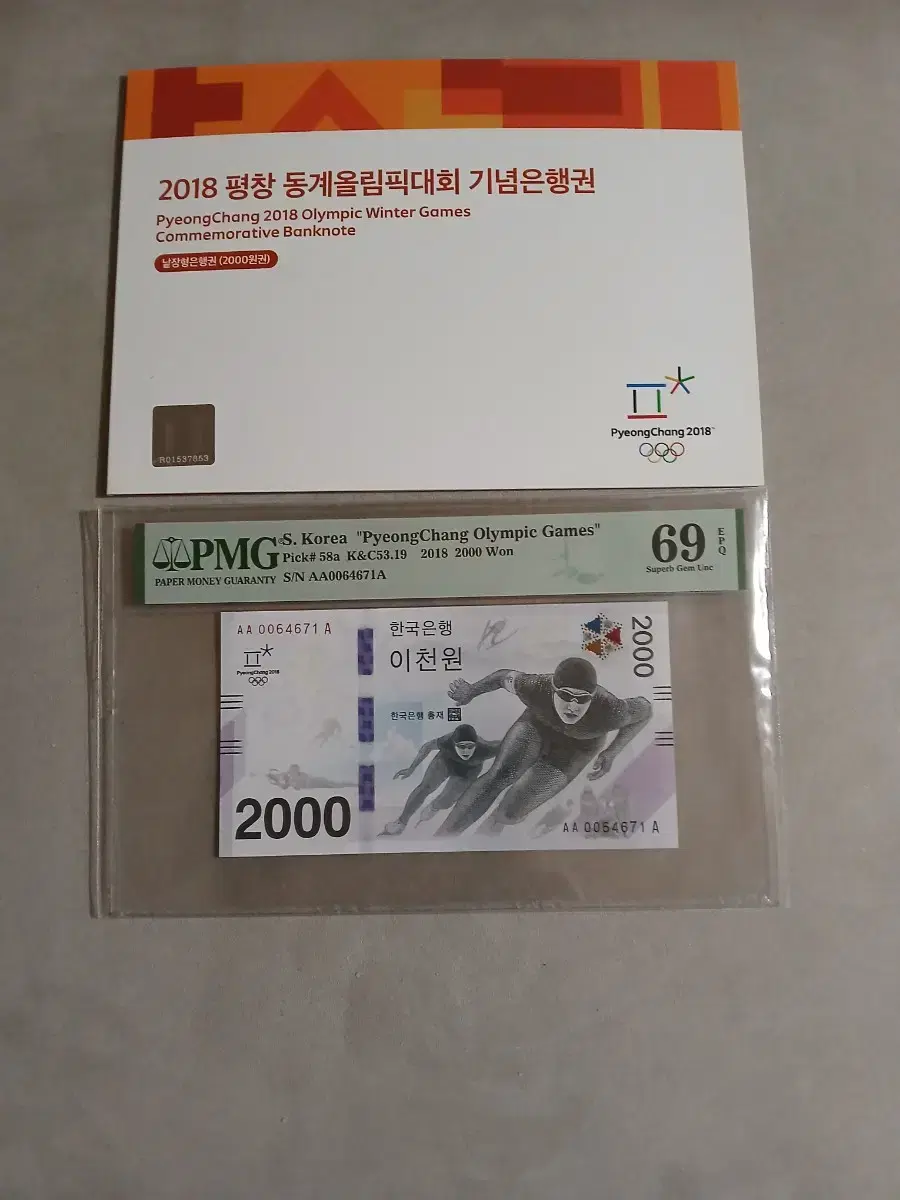 2018 평창 동계올림픽대회 기념은행권
PyeongChang 2018 Olympic Winter Games
Commemorative Banknote
낱장형은행권 (2000원권)
R01537853
PyeongChang 2018™
PMG
PAPER MONEY GUARANTY
S. Korea "PyeongChang Olympic Games"
Pick# 58a K&C53.19 2018 2000 Won
S/N AA0064671A
69
EPQ
Superb Gem Unc
AA 0064671 A
PyeongChang 2018
한국은행
이천원
한국은행 총재
2000
2000
AA 0064671 A